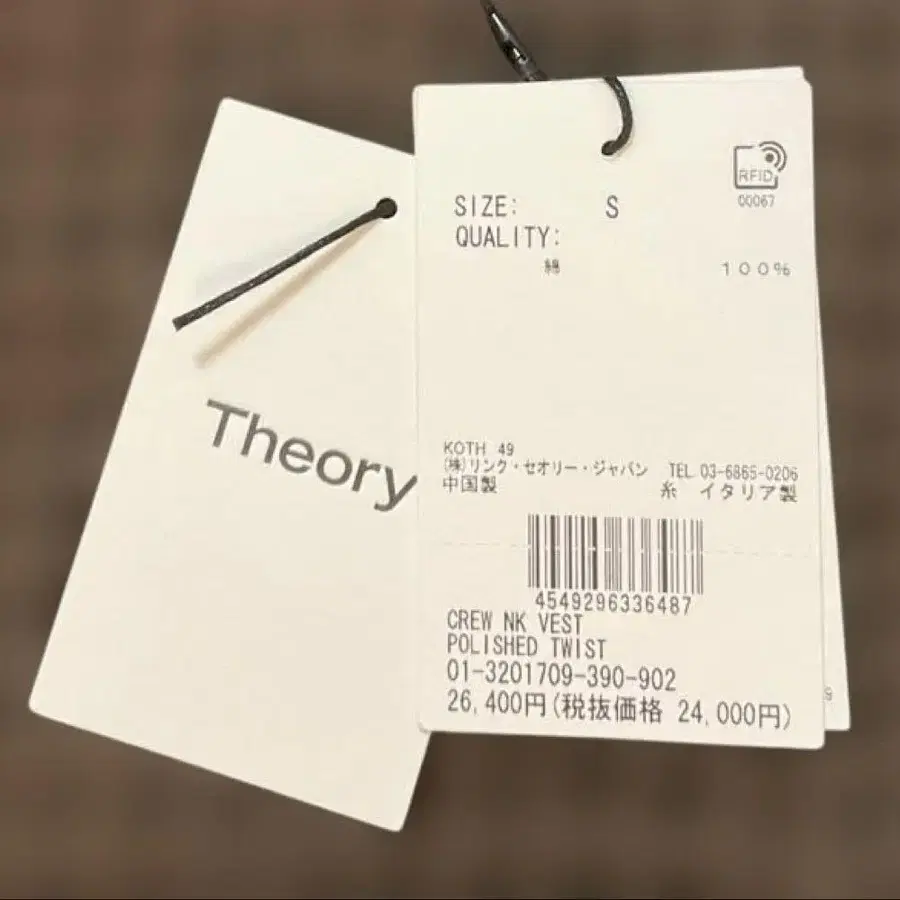 Theory
RFID
00067
SIZE: S
QUALITY:
綿 100%
KOTH 49
(株)リンク・セオリー・ジャパン TEL 03-6865-0206
中国製 糸 イタリア製
4549296336487
CREW NK VEST
POLISHED TWIST
01-3201709-390-902
26,400円(税抜価格 24,000円)
9